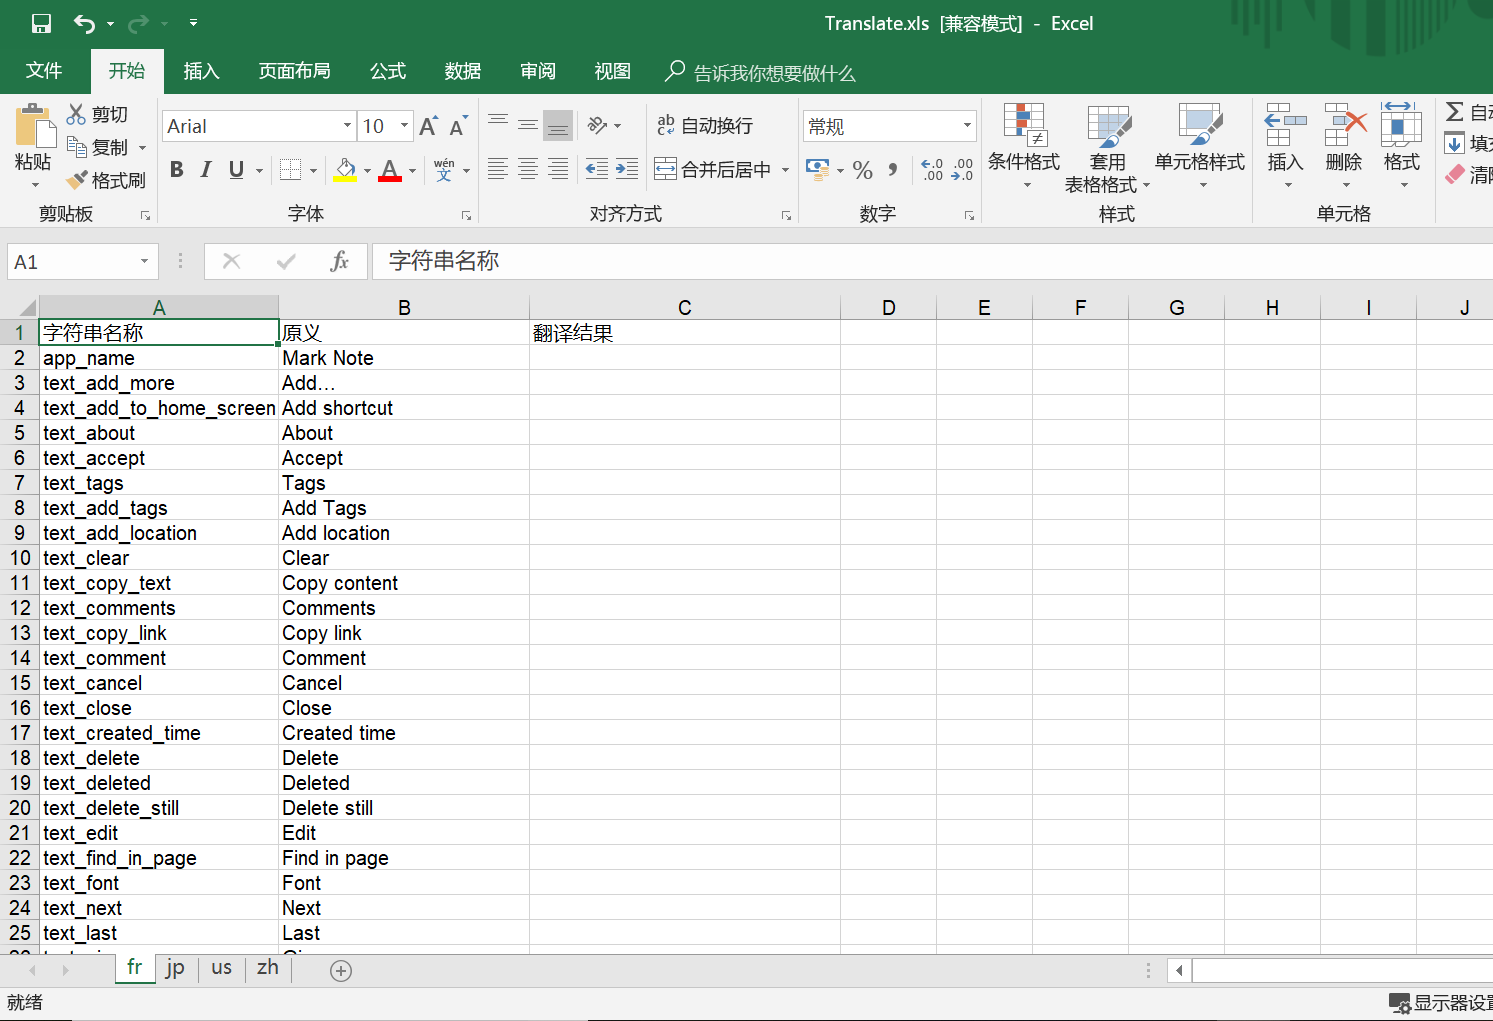 Translate.xls [兼容模式] - Excel
文件 开始 插入 页面布局 公式 数据 审阅 视图 告诉我你想要做什么
粘贴 剪切 复制 格式刷 剪贴板
Arial 10 B I U A wén 文 字体
ab 自动换行 合并后居中 对齐方式
常规 % 数字
条件格式 套用 表格格式 单元格样式 样式
插入 删除 格式 单元格
A1 fx 字符串名称
A B C D E F G H I J
1 字符串名称 原义 翻译结果
2 app_name Mark Note
3 text_add_more Add...
4 text_add_to_home_screen Add shortcut
5 text_about About
6 text_accept Accept
7 text_tags Tags
8 text_add_tags Add Tags
9 text_add_location Add location
10 text_clear Clear
11 text_copy_text Copy content
12 text_comments Comments
13 text_copy_link Copy link
14 text_comment Comment
15 text_cancel Cancel
16 text_close Close
17 text_created_time Created time
18 text_delete Delete
19 text_deleted Deleted
20 text_delete_still Delete still
21 text_edit Edit
22 text_find_in_page Find in page
23 text_font Font
24 text_next Next
25 text_last Last
fr jp us zh
就绪 显示器设置